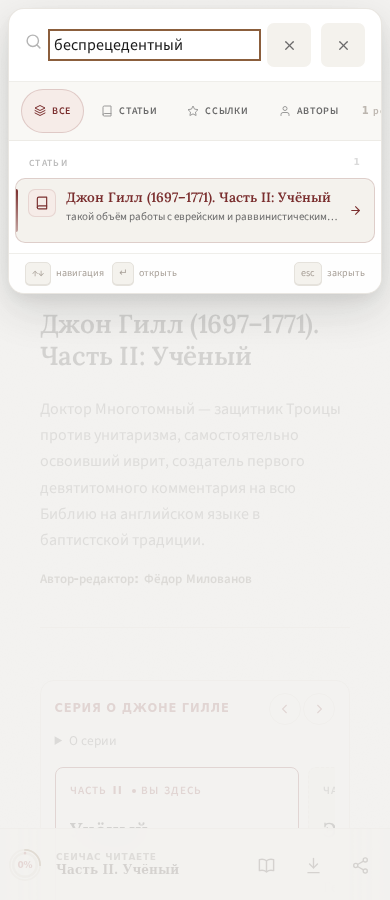 беспрецедентный
ВСЕ
СТАТЬИ
ССЫЛКИ
АВТОРЫ
1
СТАТЬИ
1
Джон Гилл (1697–1771). Часть II: Учёный
такой объём работы с еврейским и раввинистическим…
навигация
открыть
esc закрыть
Джон Гилл (1697–1771).
Часть II: Учёный
Доктор Многотомный — защитник Троицы
против унитаризма, самостоятельно
освоивший иврит, создатель первого
девятитомного комментария на всю
Библию на английском языке в
баптистской традиции.
Автор-редактор: Фёдор Милованов
СЕРИЯ О ДЖОНЕ ГИЛЛЕ
О серии
ЧАСТЬ II • ВЫ ЗДЕСЬ
0%
СЕЙЧАС ЧИТАЕТЕ
Часть II. Учёный